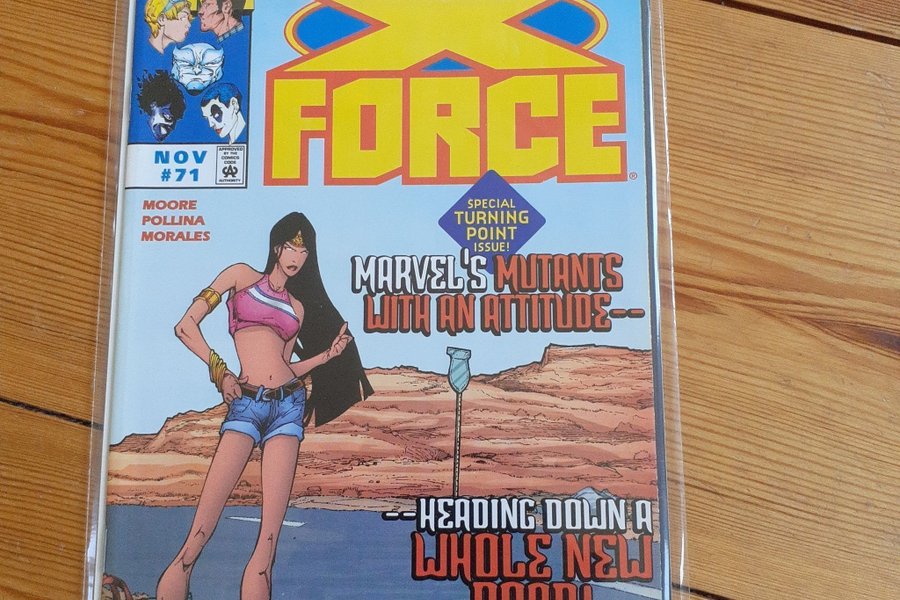 X
FORCE
®
NOV
#71
APPROVED
BY THE
COMICS
CODE
AUTHORITY
MOORE
POLLINA
MORALES
SPECIAL
TURNING
POINT
ISSUE!
MARVEL'S MUTANTS
WITH AN ATTITUDE--
--HEADING DOWN A
WHOLE NEW
ROAD!